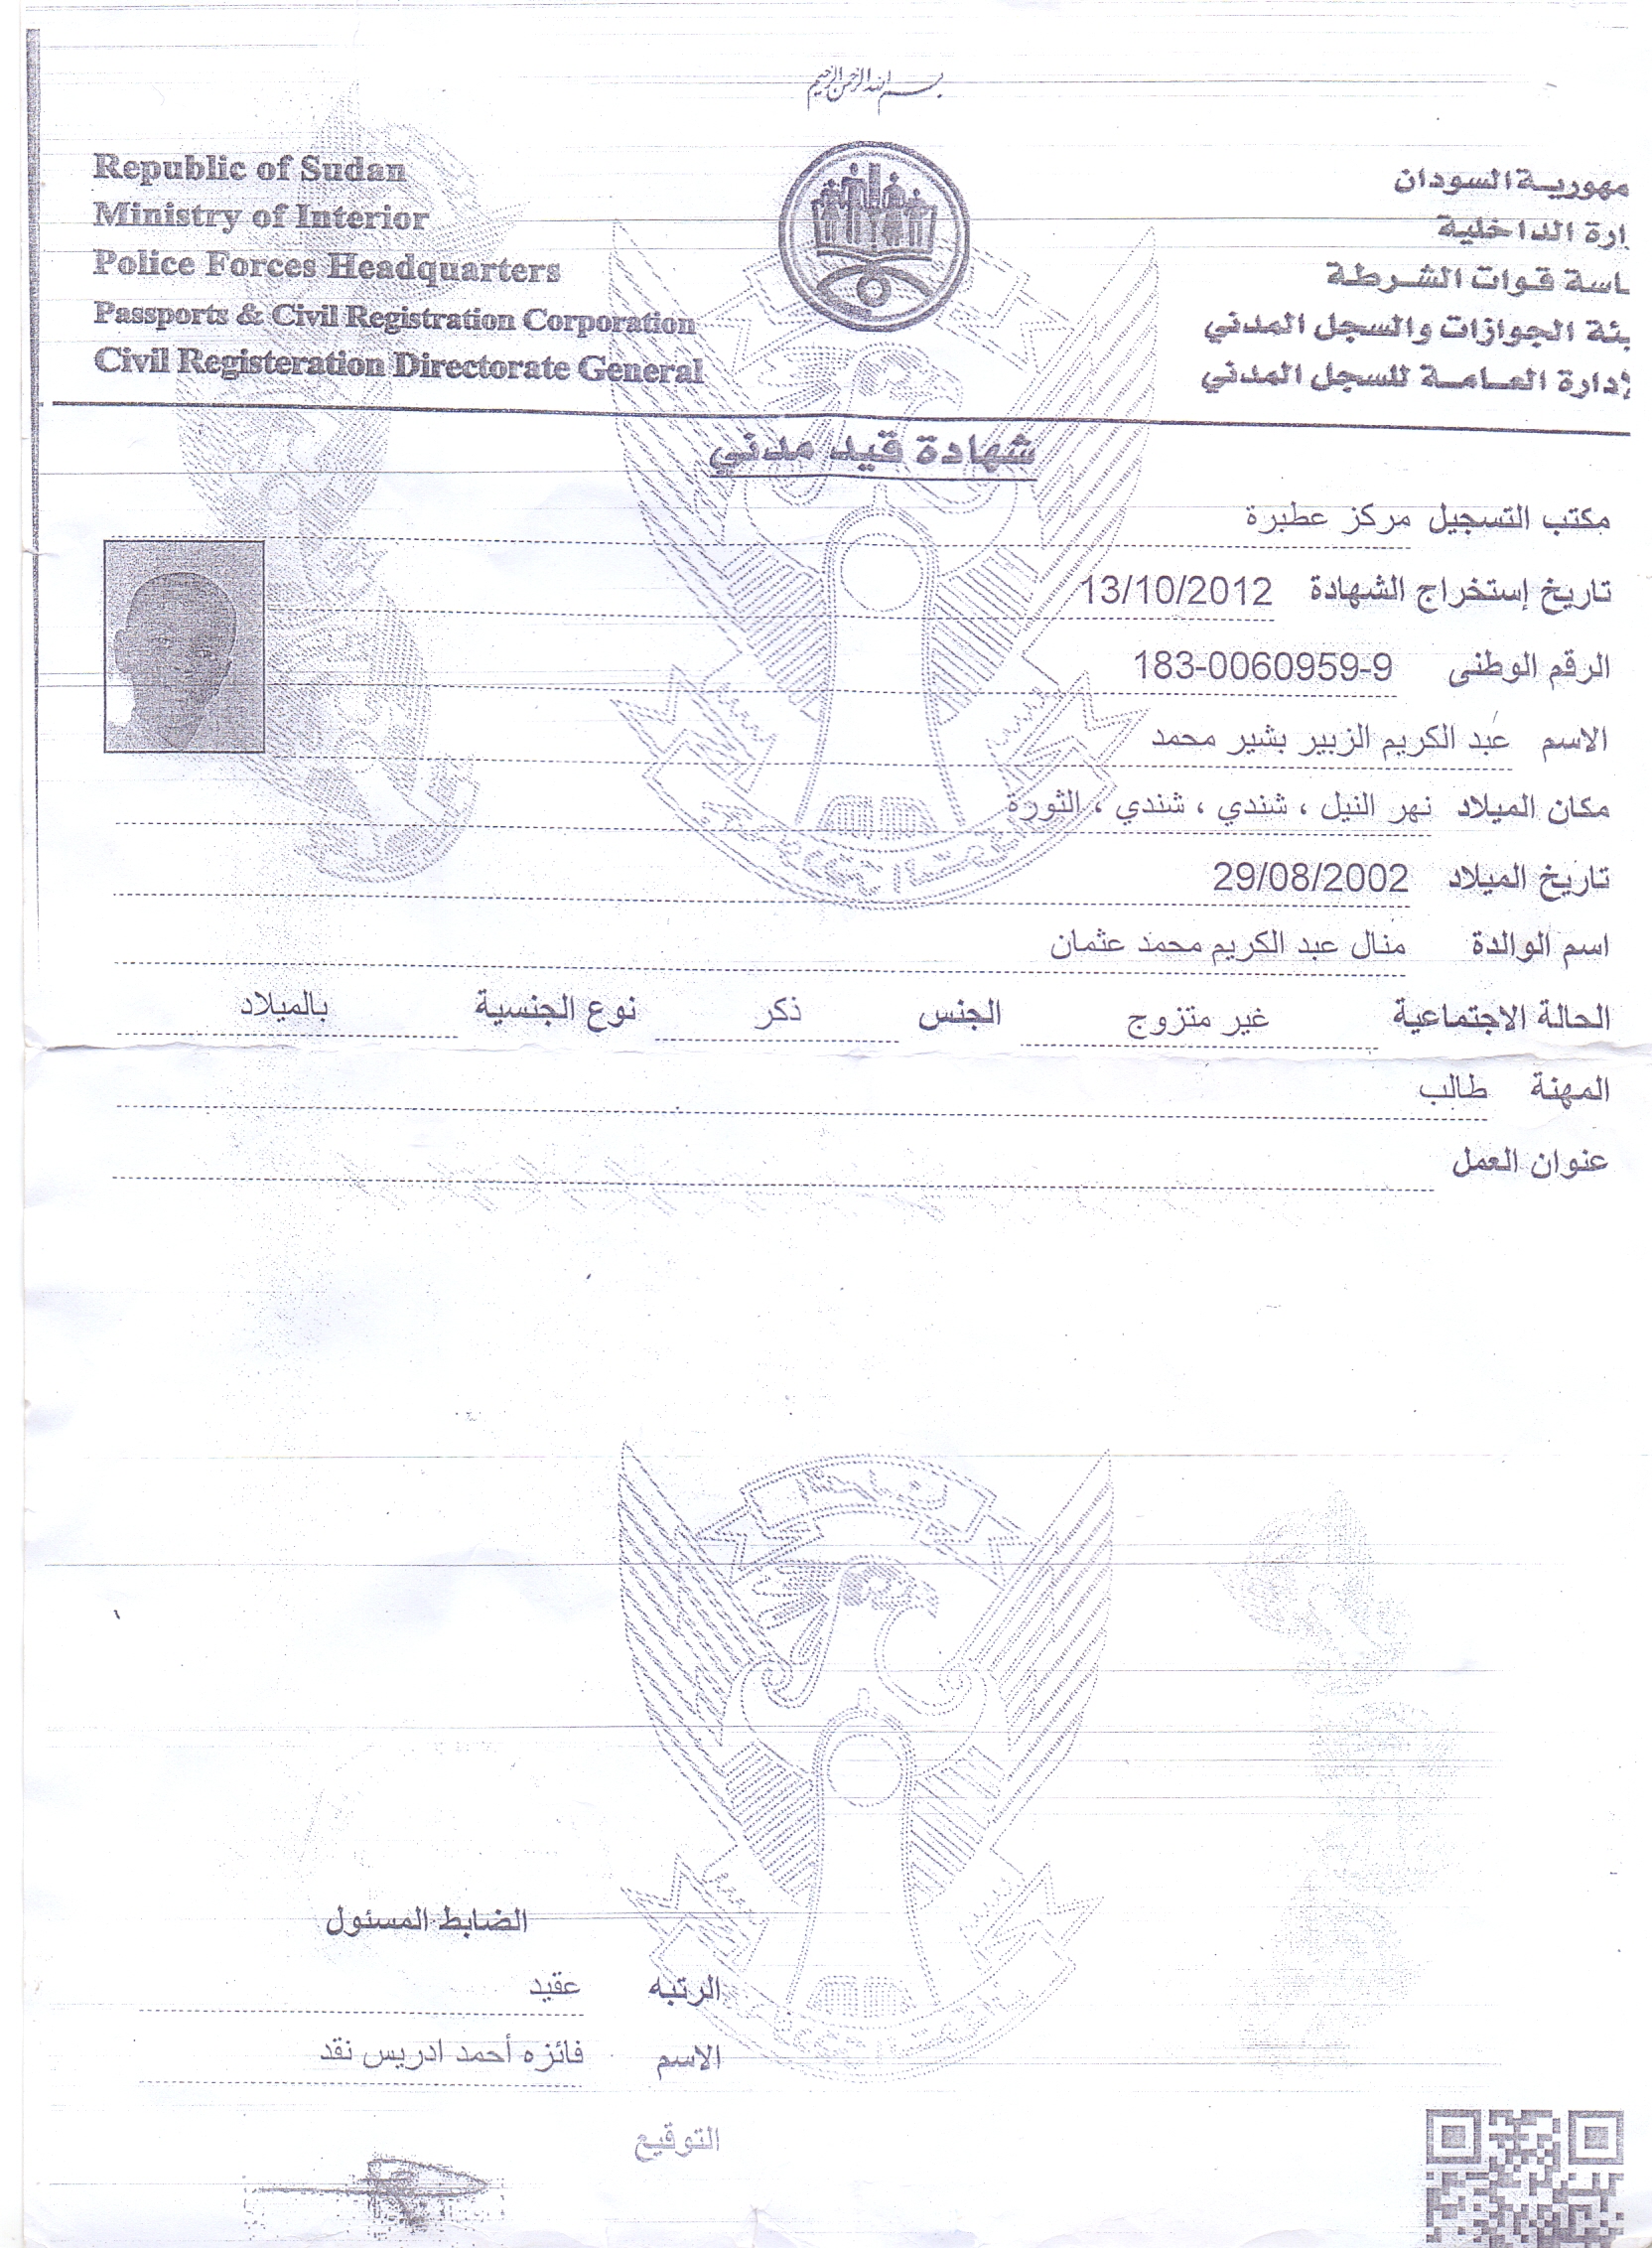 بسم الله الرحمن الرحيم
Republic of Sudan
Ministry of Interior
Police Forces Headquarters
Passports & Civil Registration Corporation
Civil Registeration Directorate General
مهورية السودان
ارة الداخلية
اسة قوات الشرطة
يئة الجوازات والسجل المدني
إدارة العامة للسجل المدني
شهادة قيد مدني
مكتب التسجيل مركز عطبرة
تاريخ إستخراج الشهادة 13/10/2012
الرقم الوطنى 183-0060959-9
الاسم عبد الكريم الزبير بشير محمد
مكان الميلاد نهر النيل ، شندي ، شندي ، الثورة
تاريخ الميلاد 29/08/2002
اسم الوالدة منال عبد الكريم محمد عثمان
الحالة الاجتماعية غير متزوج الجنس ذكر نوع الجنسية بالميلاد
المهنة طالب
عنوان العمل
الضابط المسئول
الرتبه عقيد
الاسم فائزه أحمد ادريس نقد
التوقيع